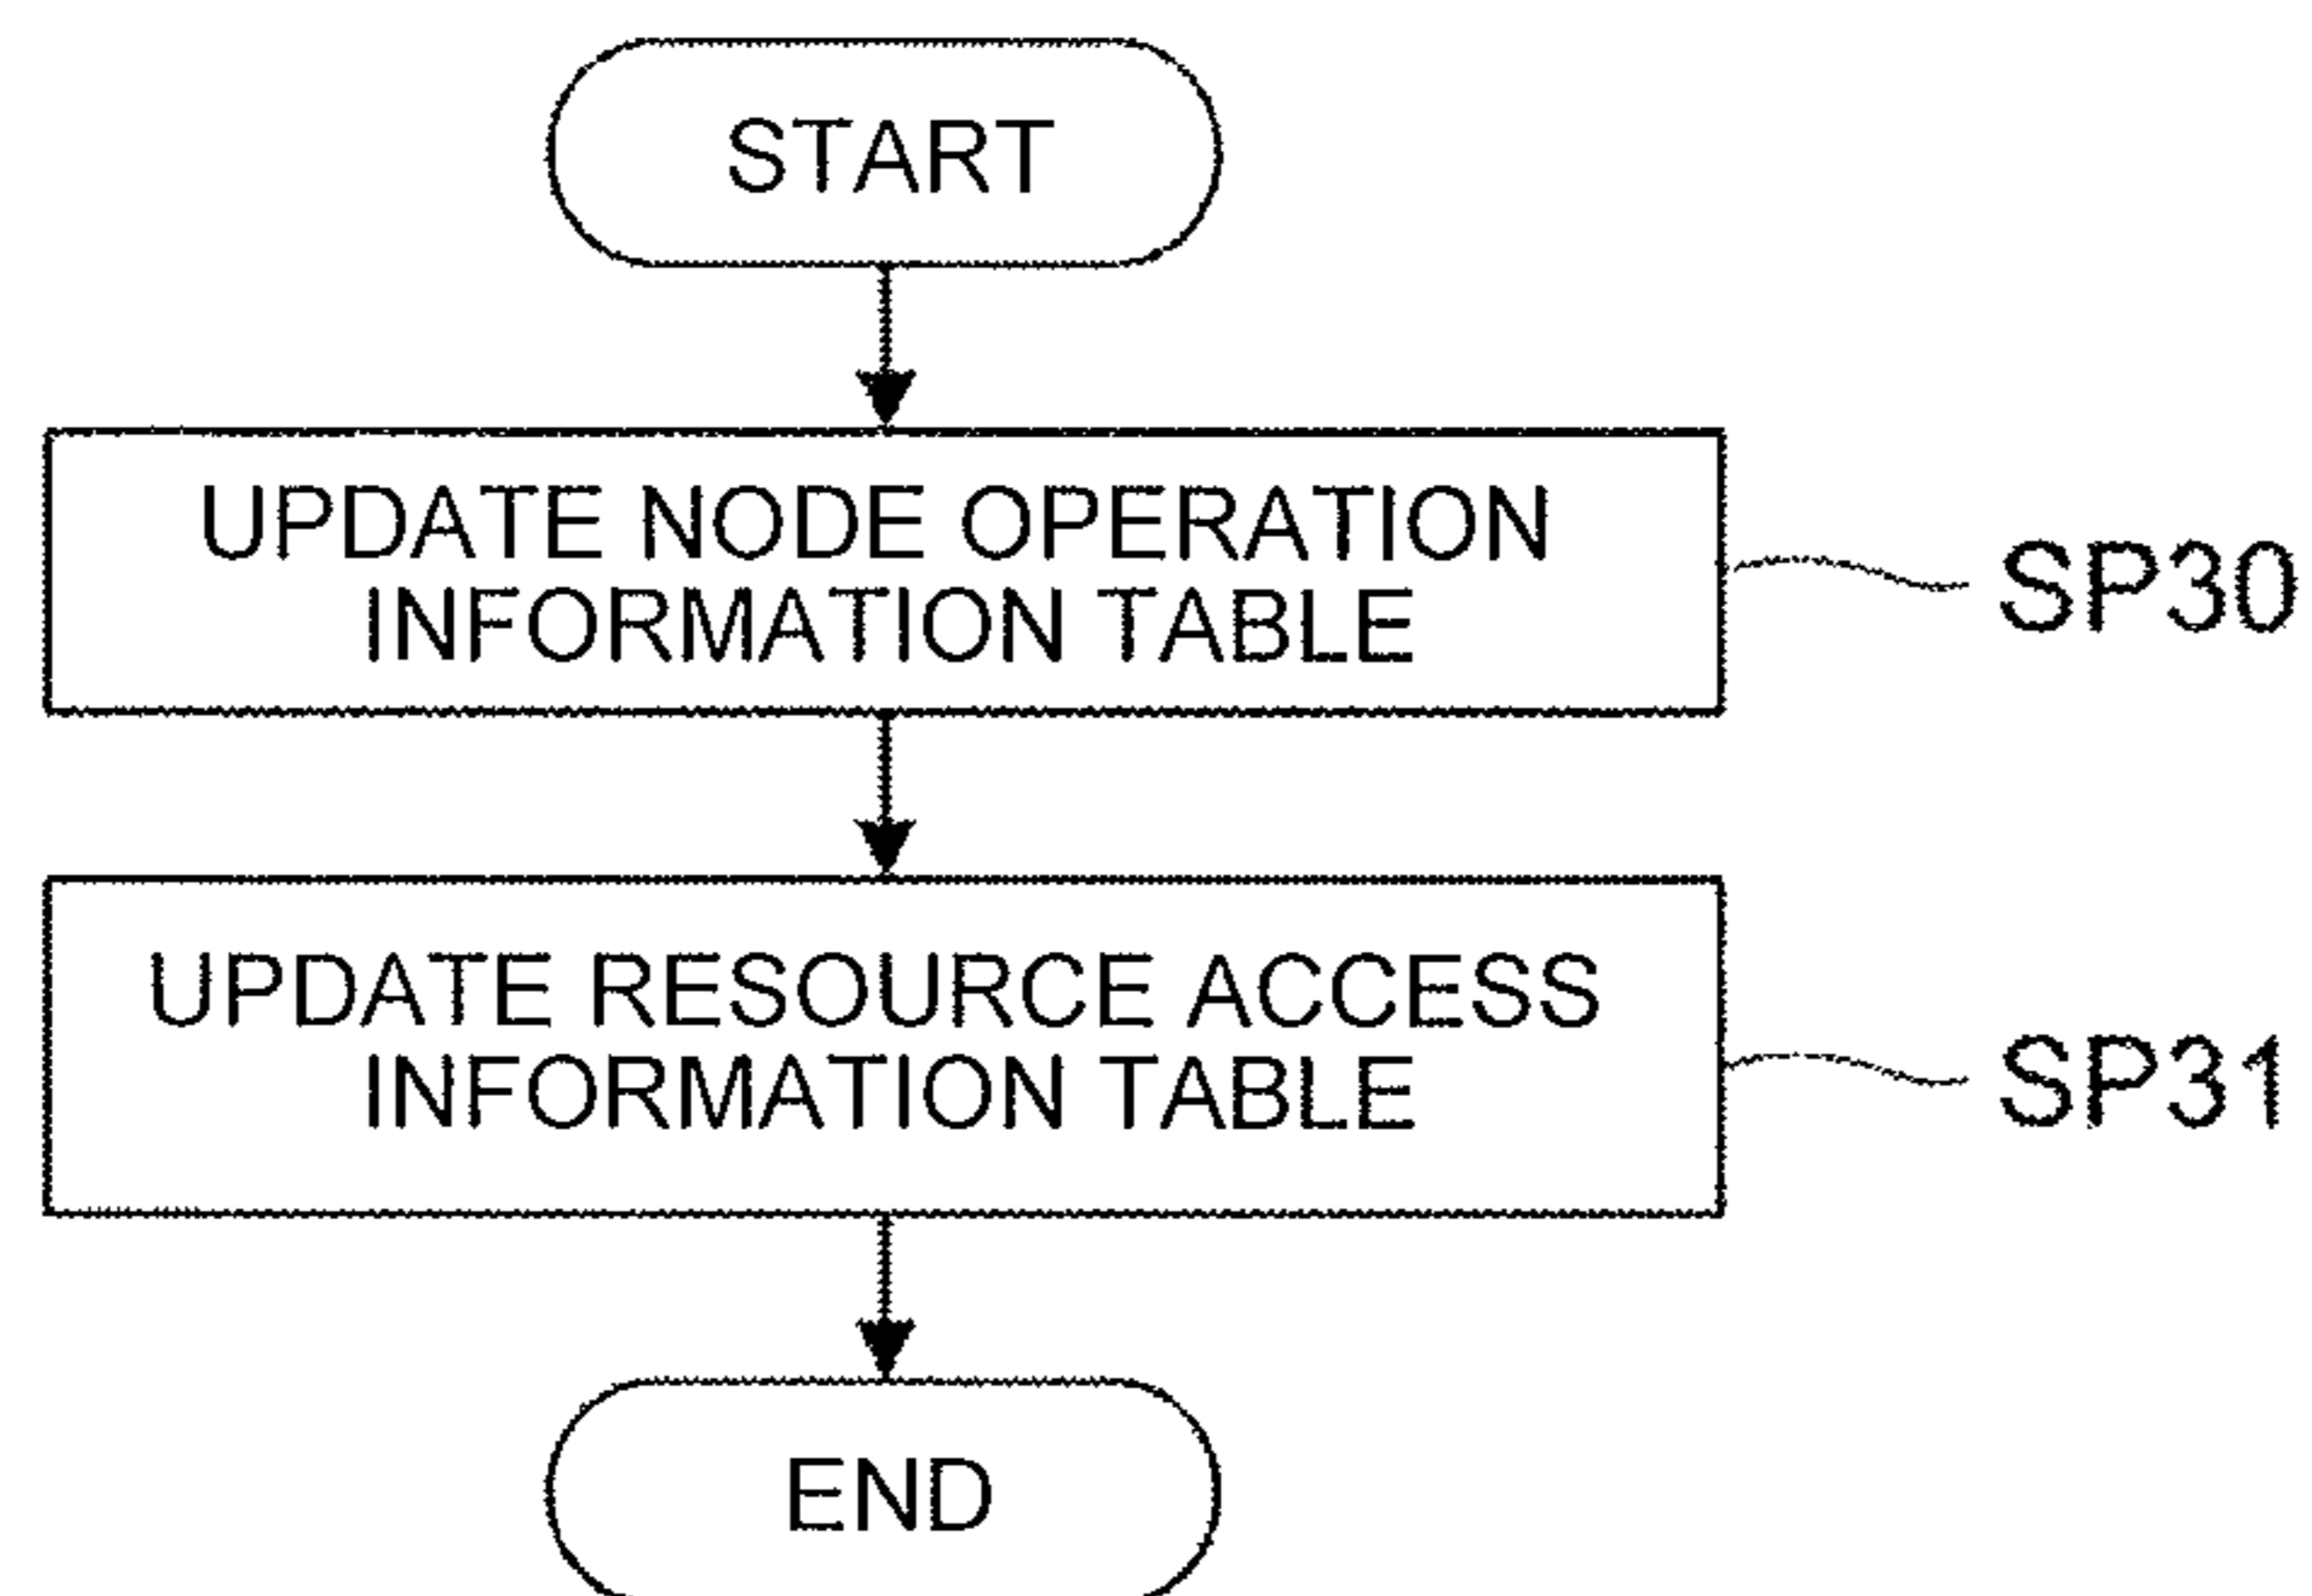 START
UPDATE NODE OPERATION
INFORMATION TABLE
SP30
UPDATE RESOURCE ACCESS
INFORMATION TABLE
SP31
END